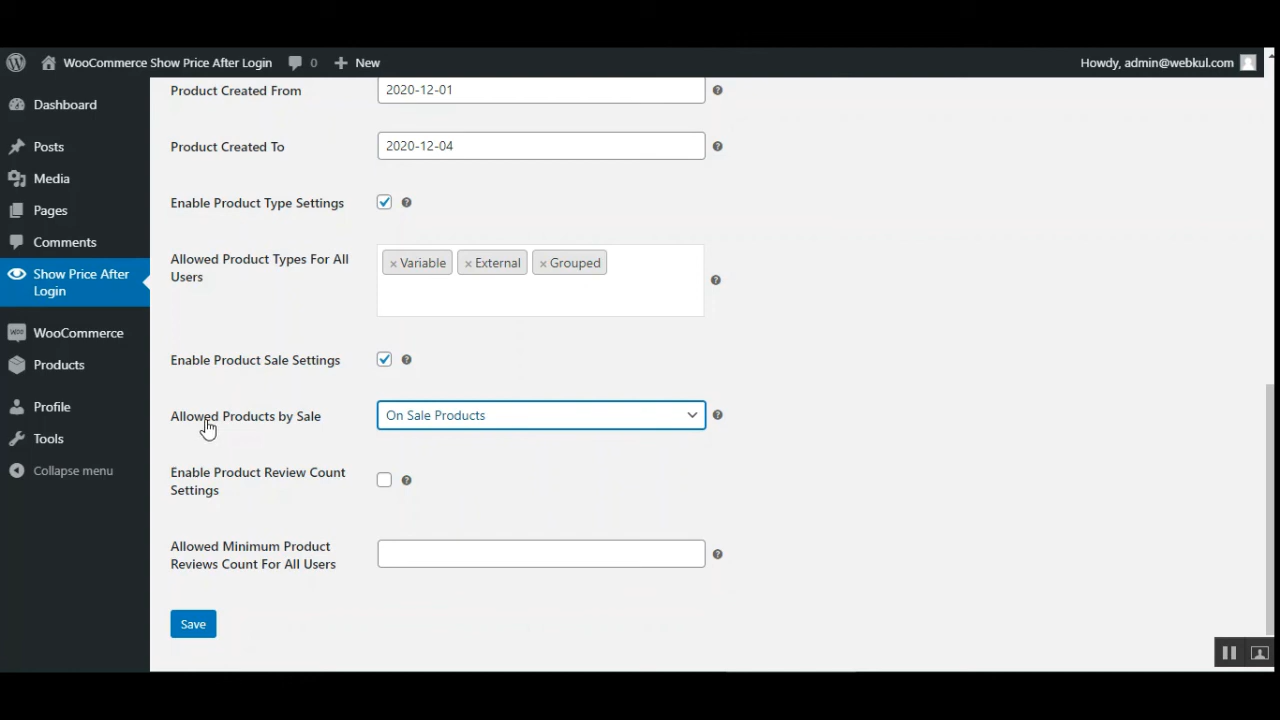 WooCommerce Show Price After Login 0 New Howdy, admin@webkul.com
Dashboard
Posts
Media
Pages
Comments
Show Price After
Login
WooCommerce
Products
Profile
Tools
Collapse menu
Product Created From 2020-12-01
Product Created To 2020-12-04
Enable Product Type Settings
Allowed Product Types For All
Users
× Variable × External × Grouped
Enable Product Sale Settings
Allowed Products by Sale On Sale Products
Enable Product Review Count
Settings
Allowed Minimum Product
Reviews Count For All Users
Save